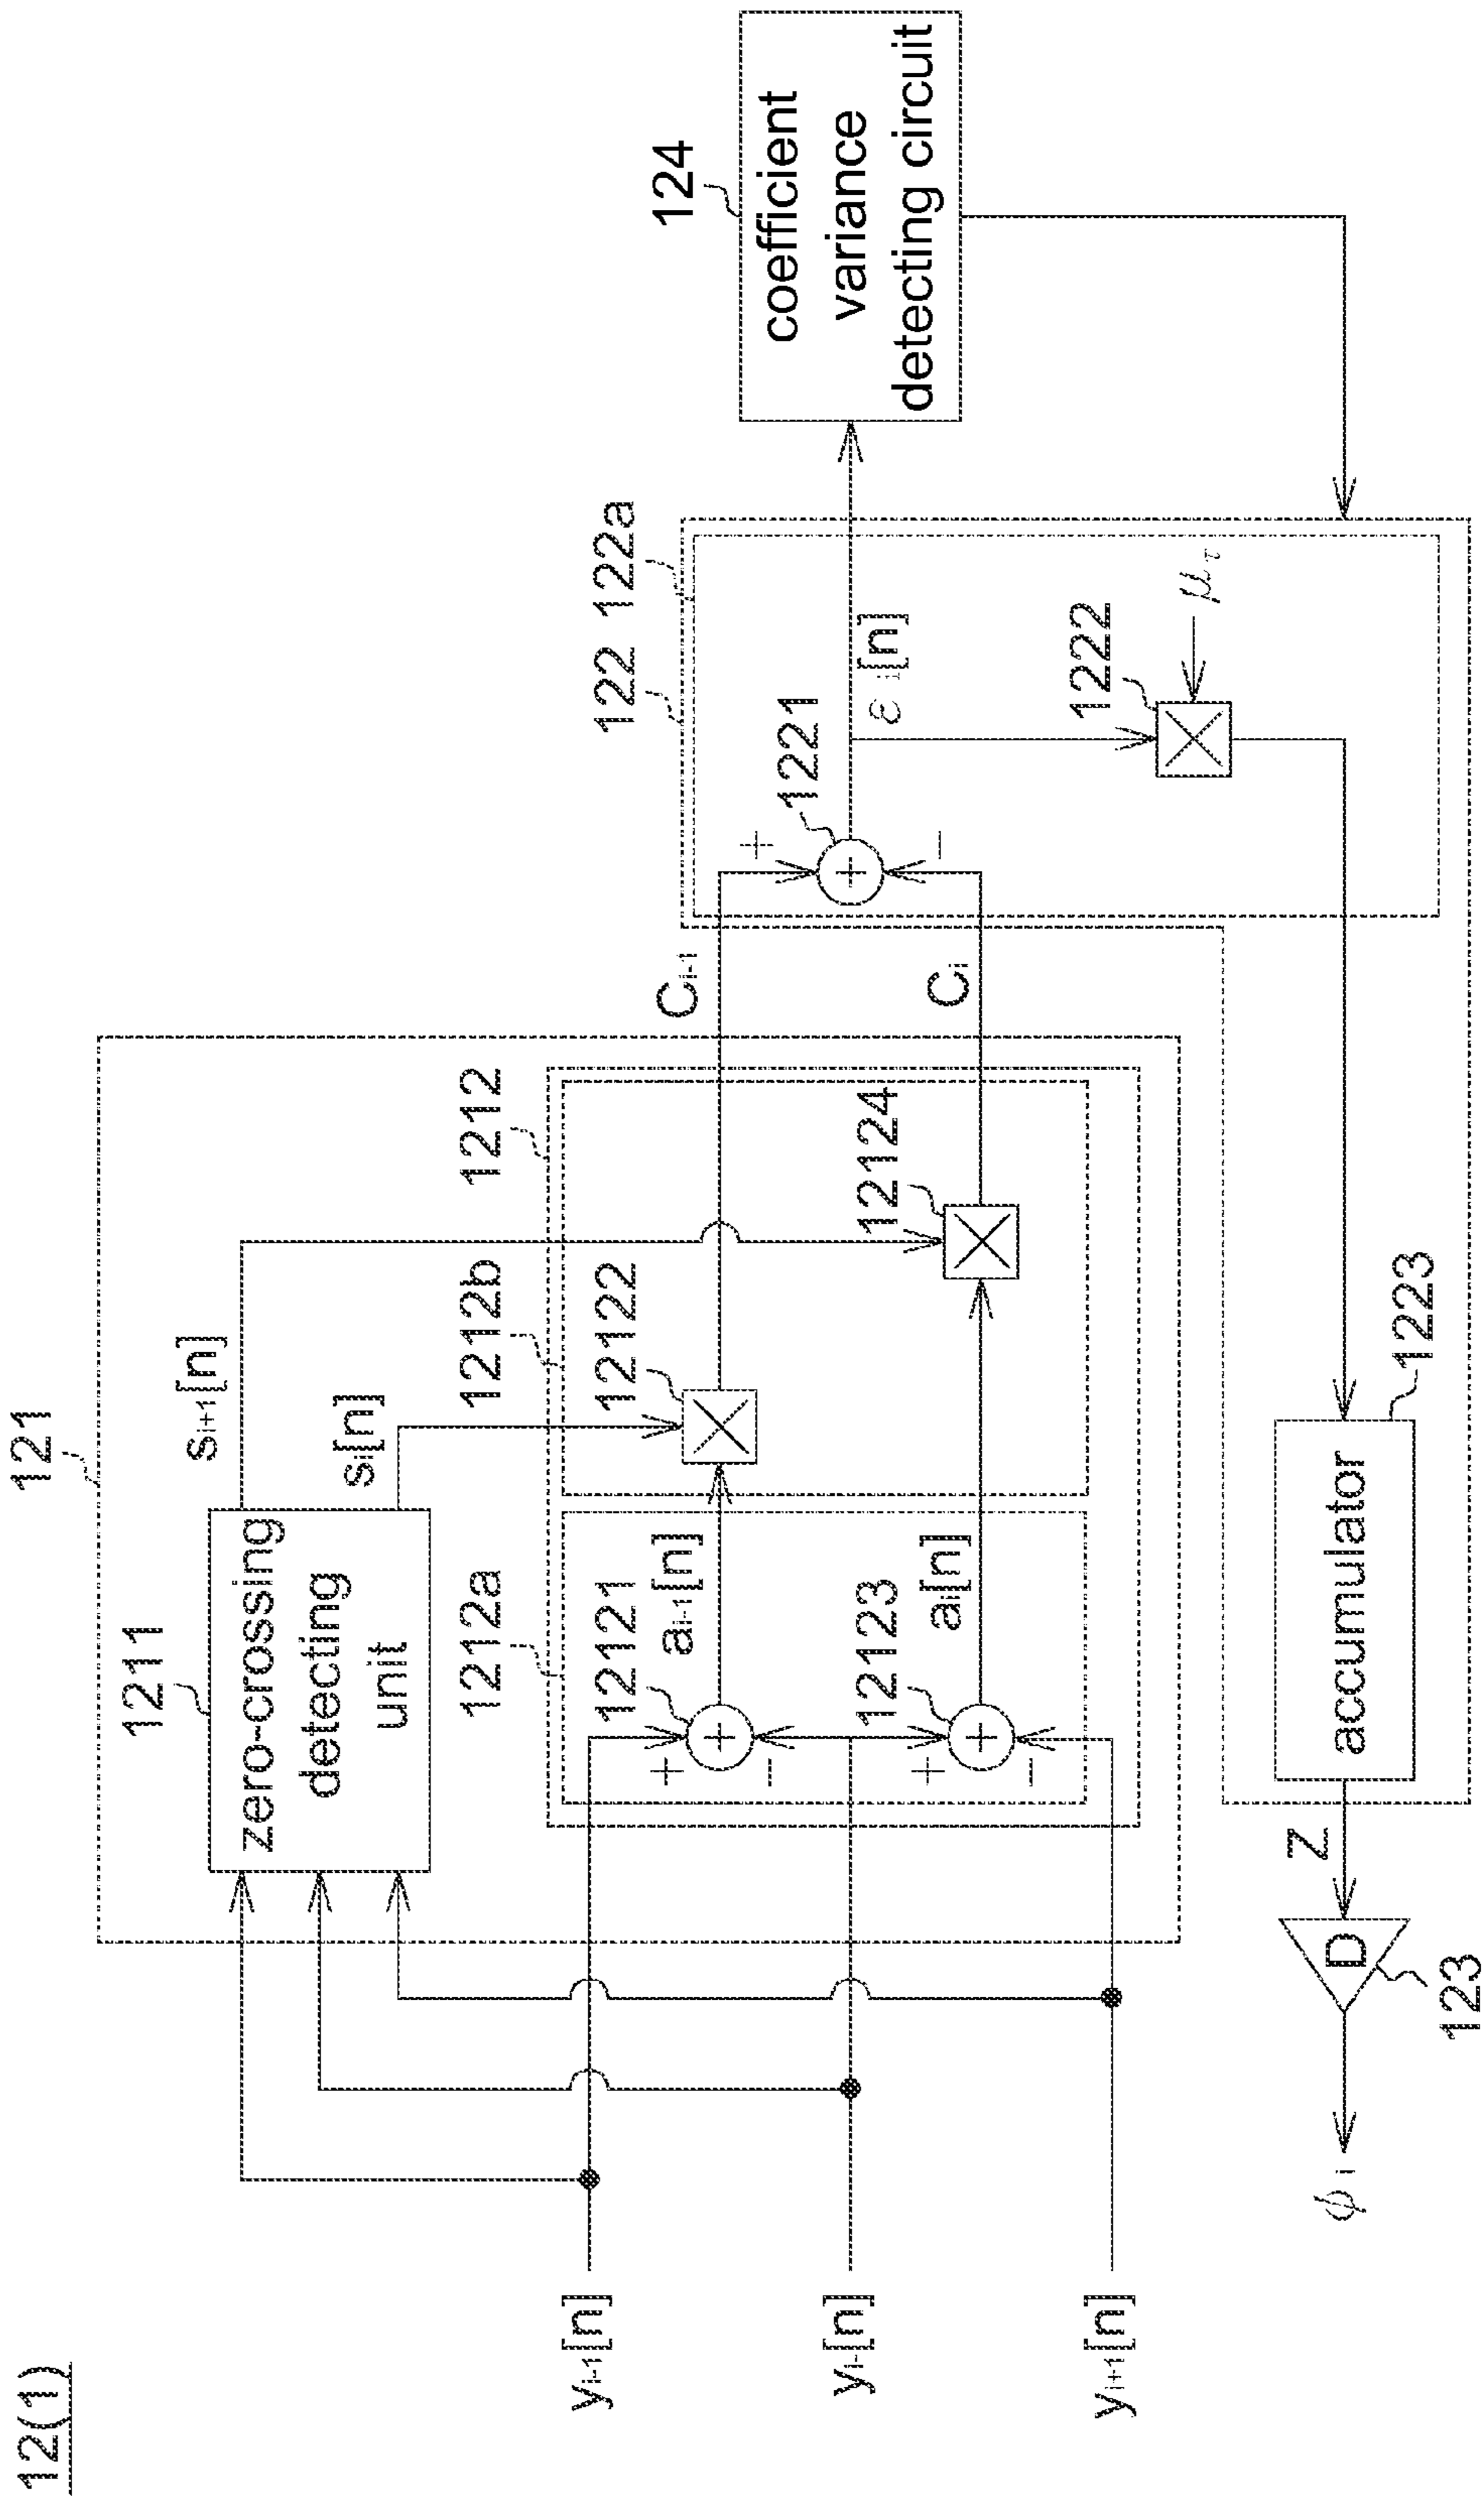 12(1)
121
1211
zero-crossing
detecting
unit
si+1[n]
si[n]
1212
1212a
1212b
12121
12122
12123
12124
ai-1[n]
ai[n]
+
−
+
−
+
+
yi-1[n]
yi[n]
yi+1[n]
Ci-1
Ci
122
122a
1221
+
−
+
εi[n]
1222
μτ
124
coefficient
variance
detecting circuit
accumulator
1223
Z
D
123
ϕi